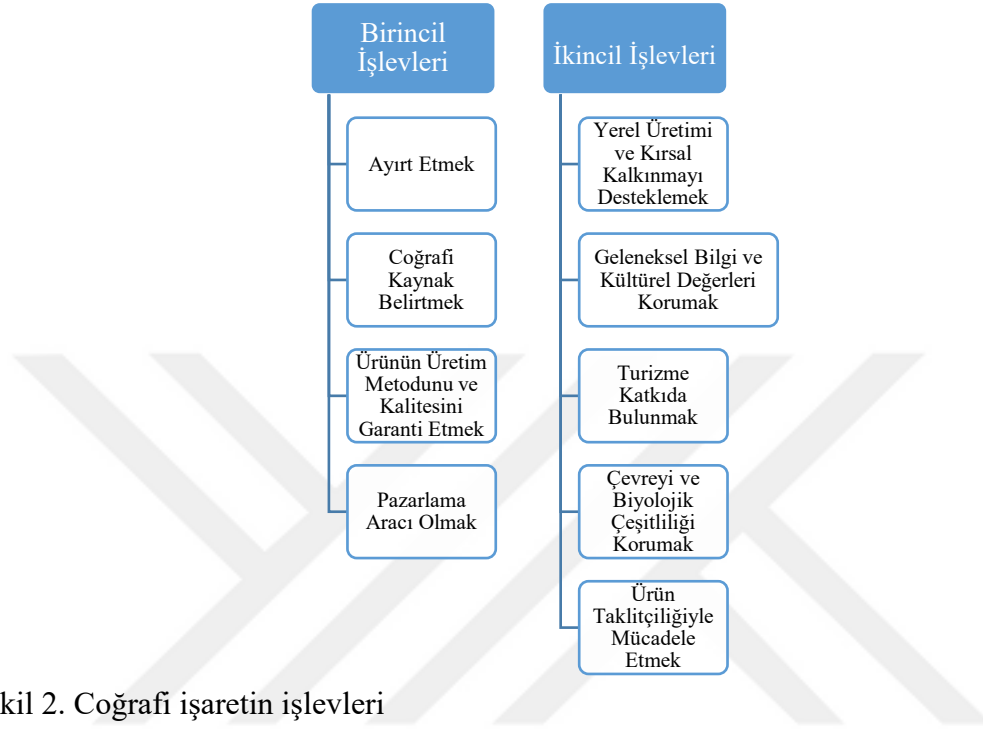 Birincil
İşlevleri
Ayırt Etmek
Coğrafi
Kaynak
Belirtmek
Ürünün Üretim
Metodunu ve
Kalitesini
Garanti Etmek
Pazarlama
Aracı Olmak
İkincil İşlevleri
Yerel Üretimi
ve Kırsal
Kalkınmayı
Desteklemek
Geleneksel Bilgi ve
Kültürel Değerleri
Korumak
Turizme
Katkıda
Bulunmak
Çevreyi ve
Biyolojik
Çeşitliliği
Korumak
Ürün
Taklitçiliğiyle
Mücadele
Etmek
kil 2. Coğrafi işaretin işlevleri